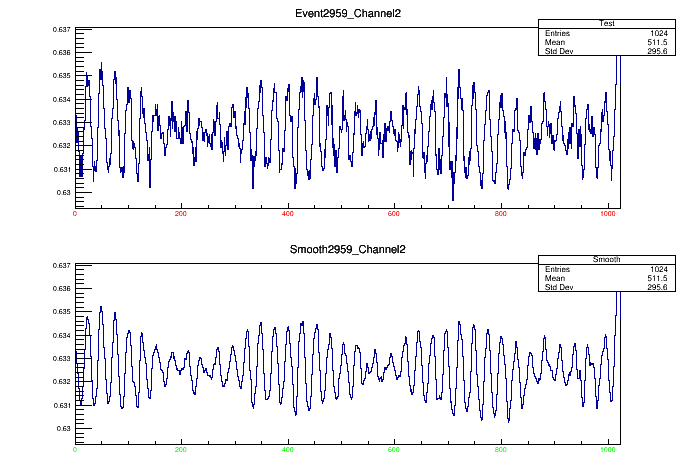 Event2959_Channel2
Test
Entries 1024
Mean 511.5
Std Dev 295.6
0.637
0.636
0.635
0.634
0.633
0.632
0.631
0.63
0 200 400 600 800 1000
Smooth2959_Channel2
Smooth
Entries 1024
Mean 511.5
Std Dev 295.6
0.637
0.636
0.635
0.634
0.633
0.632
0.631
0.63
0 200 400 600 800 1000